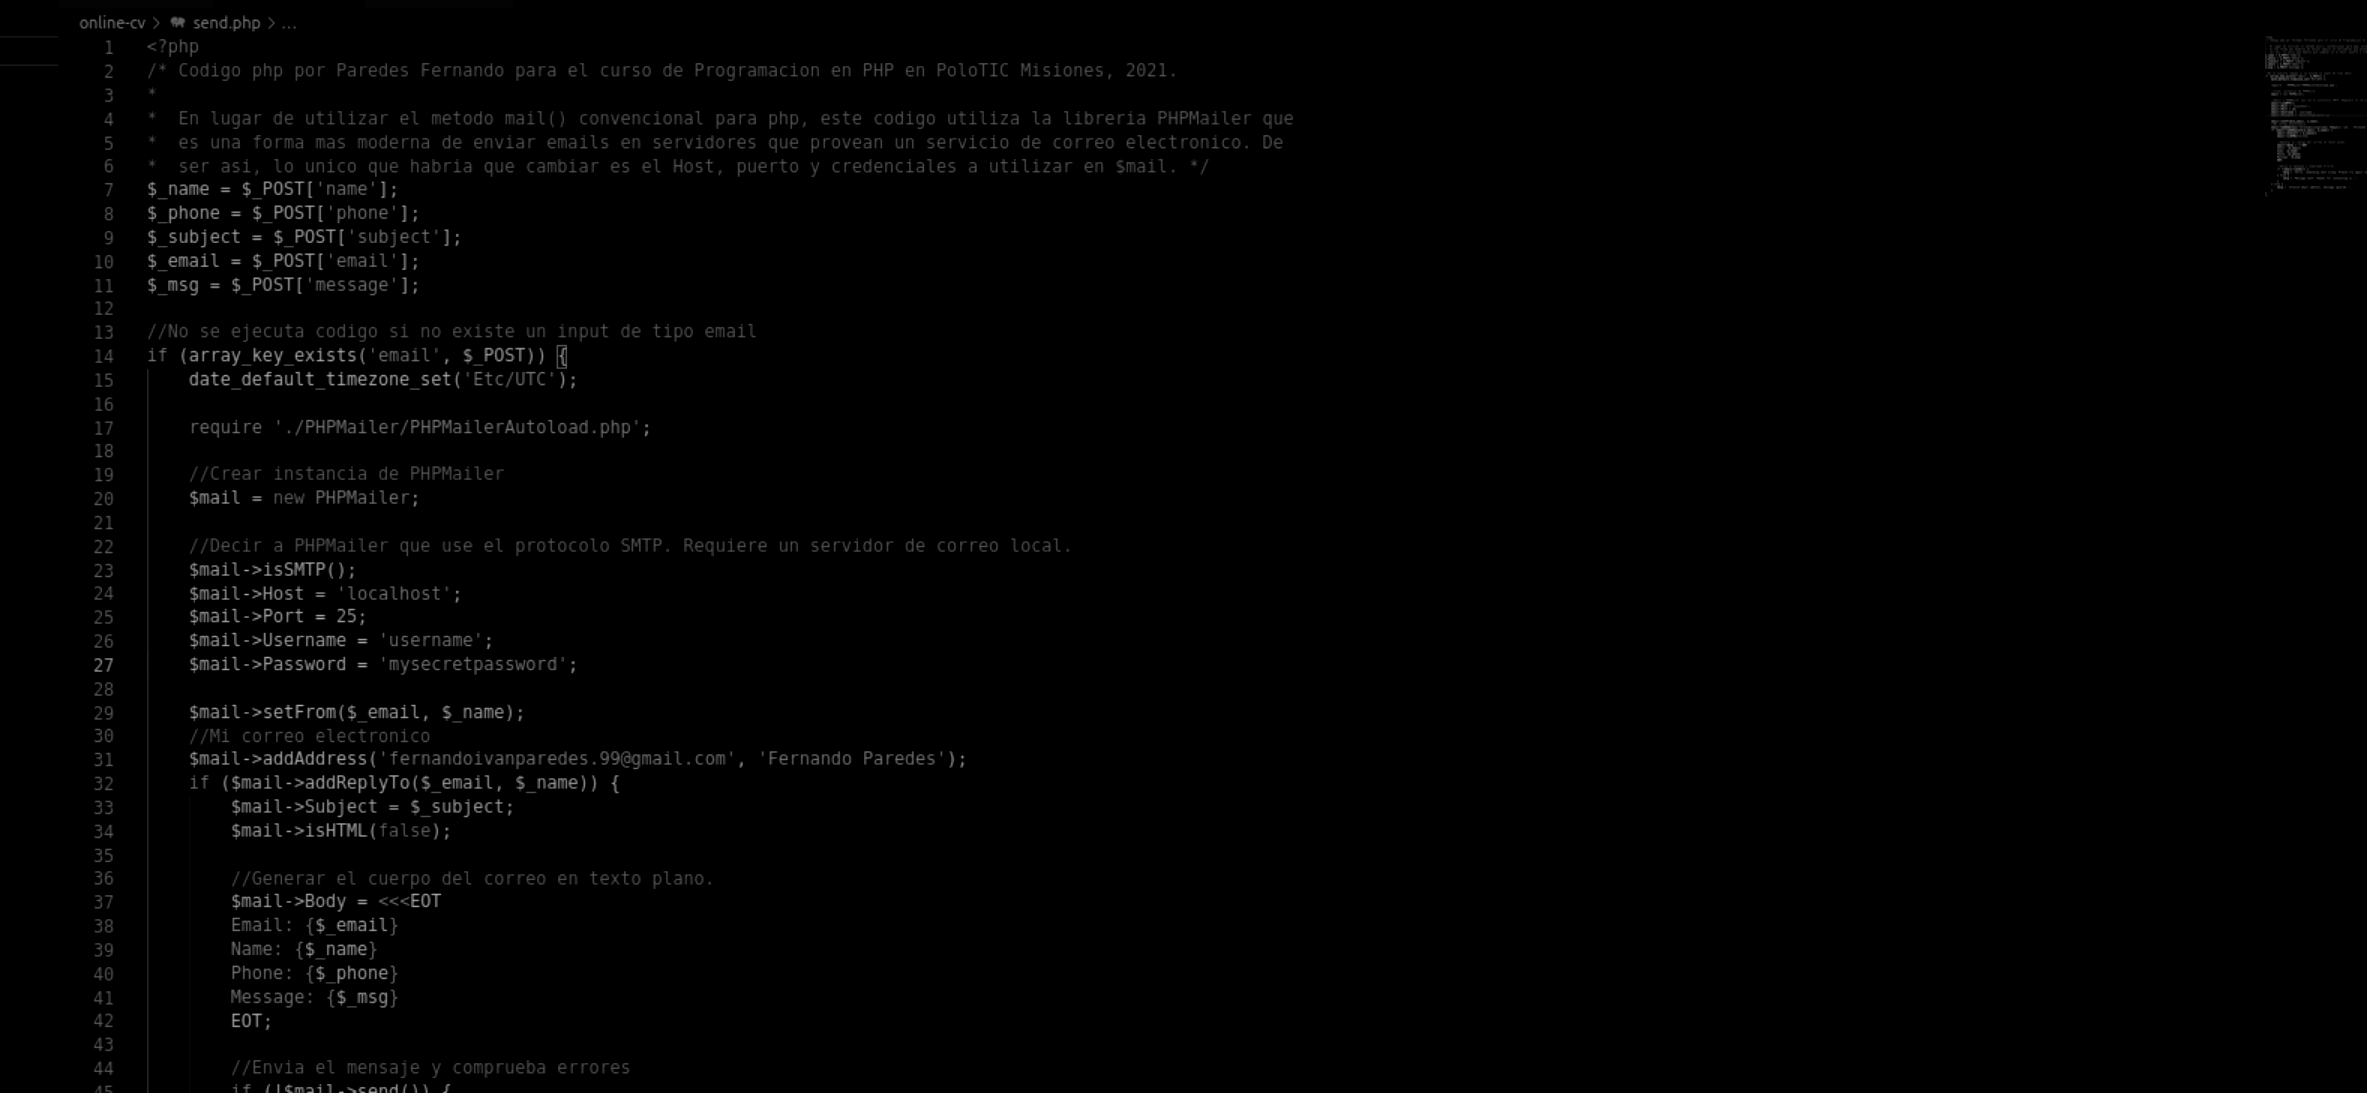 online-cv > send.php > ...
1 <?php
2 /* Codigo php por Paredes Fernando para el curso de Programacion en PHP en PoloTIC Misiones, 2021.
3 *
4 *  En lugar de utilizar el metodo mail() convencional para php, este codigo utiliza la libreria PHPMailer que
5 *  es una forma mas moderna de enviar emails en servidores que provean un servicio de correo electronico. De
6 *  ser asi, lo unico que habria que cambiar es el Host, puerto y credenciales a utilizar en $mail. */
7 $_name = $_POST['name'];
8 $_phone = $_POST['phone'];
9 $_subject = $_POST['subject'];
10 $_email = $_POST['email'];
11 $_msg = $_POST['message'];
12
13 //No se ejecuta codigo si no existe un input de tipo email
14 if (array_key_exists('email', $_POST)) {
15     date_default_timezone_set('Etc/UTC');
16
17     require './PHPMailer/PHPMailerAutoload.php';
18
19     //Crear instancia de PHPMailer
20     $mail = new PHPMailer;
21
22     //Decir a PHPMailer que use el protocolo SMTP. Requiere un servidor de correo local.
23     $mail->isSMTP();
24     $mail->Host = 'localhost';
25     $mail->Port = 25;
26     $mail->Username = 'username';
27     $mail->Password = 'mysecretpassword';
28
29     $mail->setFrom($_email, $_name);
30     //Mi correo electronico
31     $mail->addAddress('fernandoivanparedes.99@gmail.com', 'Fernando Paredes');
32     if ($mail->addReplyTo($_email, $_name)) {
33         $mail->Subject = $_subject;
34         $mail->isHTML(false);
35
36         //Generar el cuerpo del correo en texto plano.
37         $mail->Body = <<<EOT
38         Email: {$_email}
39         Name: {$_name}
40         Phone: {$_phone}
41         Message: {$_msg}
42         EOT;
43
44         //Envia el mensaje y comprueba errores
45         if (!$mail->send()) {